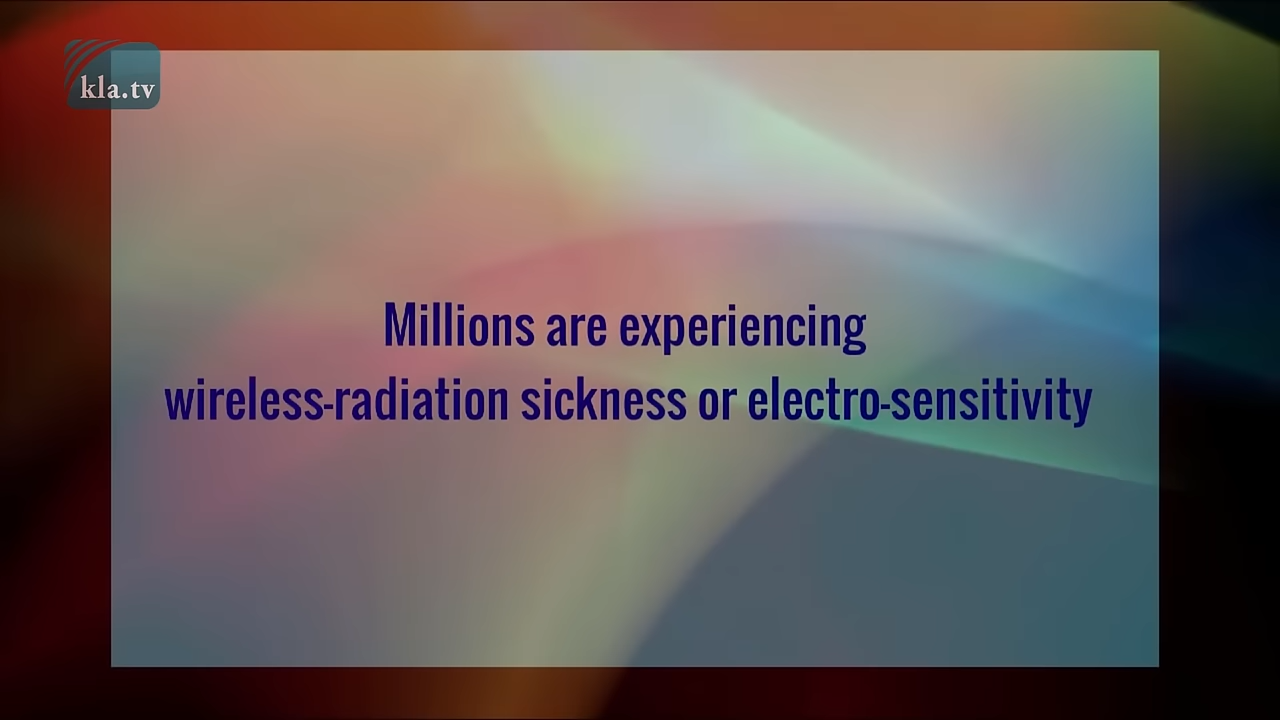 kla.tv
Millions are experiencing
wireless-radiation sickness or electro-sensitivity